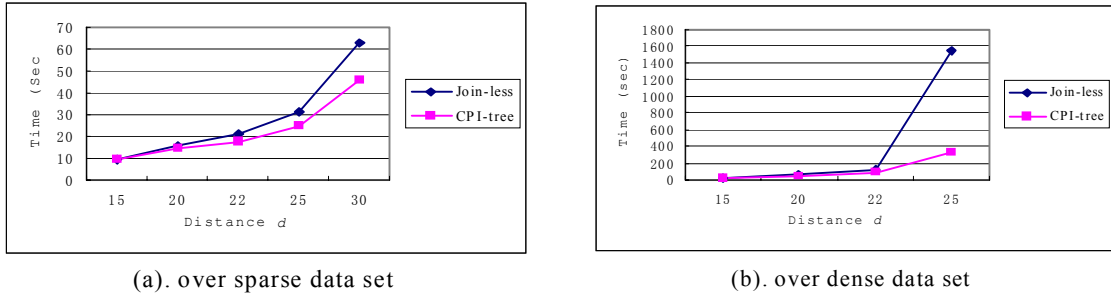 70
60
50
40
30
20
10
0
Time (Sec
15 20 22 25 30
Distance d
Join-less
CPI-tree
(a). over sparse data set
1800
1600
1400
1200
1000
800
600
400
200
0
Time (sec)
15 20 22 25
Distance d
Join-less
CPI-tree
(b). over dense data set